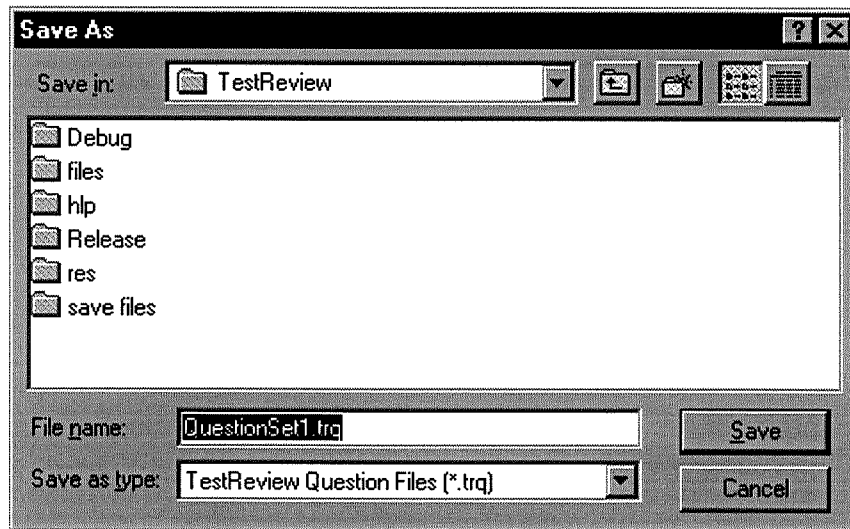 Save As
Save in: TestReview
Debug
files
hlp
Release
res
save files
File name: QuestionSet1.trq Save
Save as type: TestReview Question Files (*.trq) Cancel